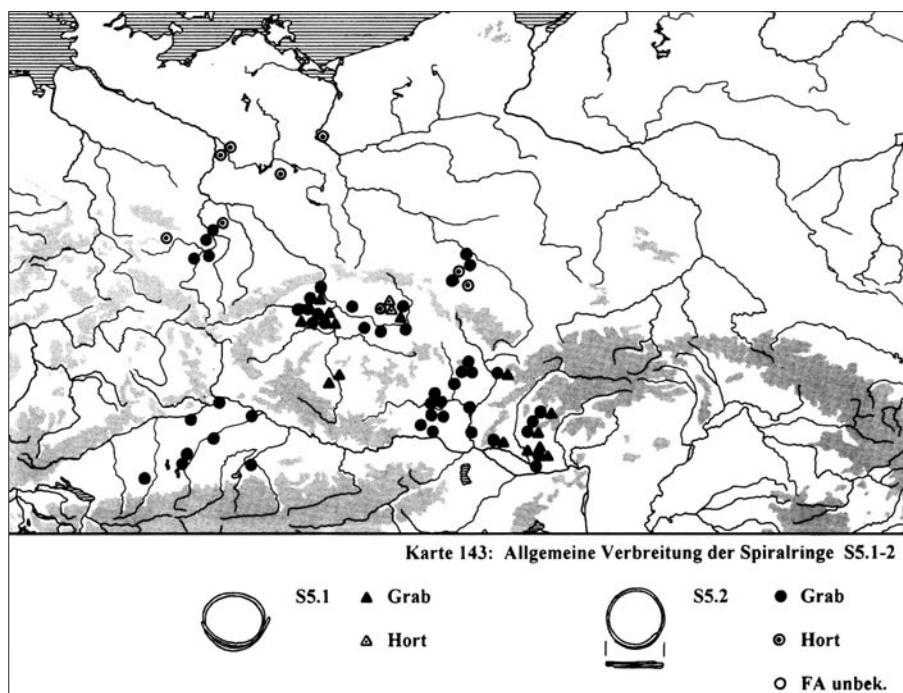 Karte 143: Allgemeine Verbreitung der Spiralringe S5.1-2
S5.1 Grab
Hort
S5.2 Grab
Hort
FA unbek.